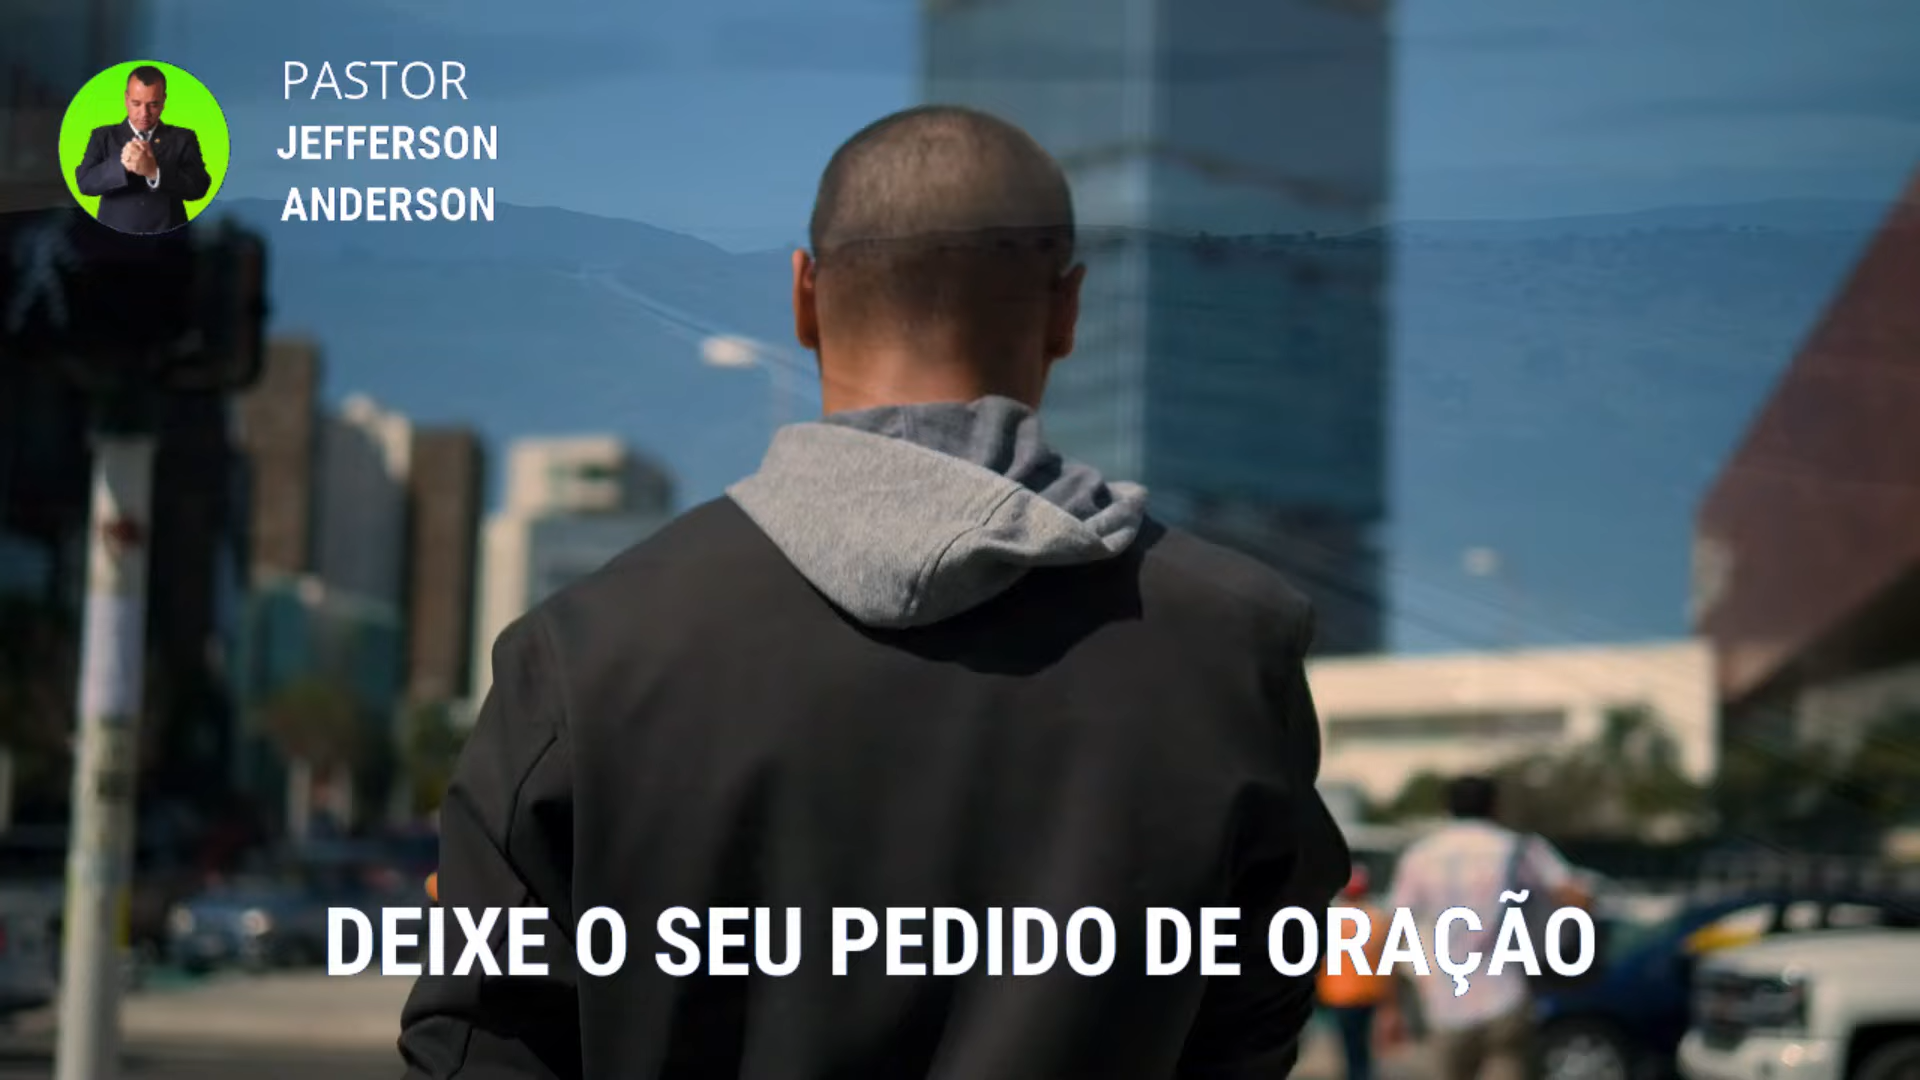 PASTOR
JEFFERSON
ANDERSON
DEIXE O SEU PEDIDO DE ORAÇÃO